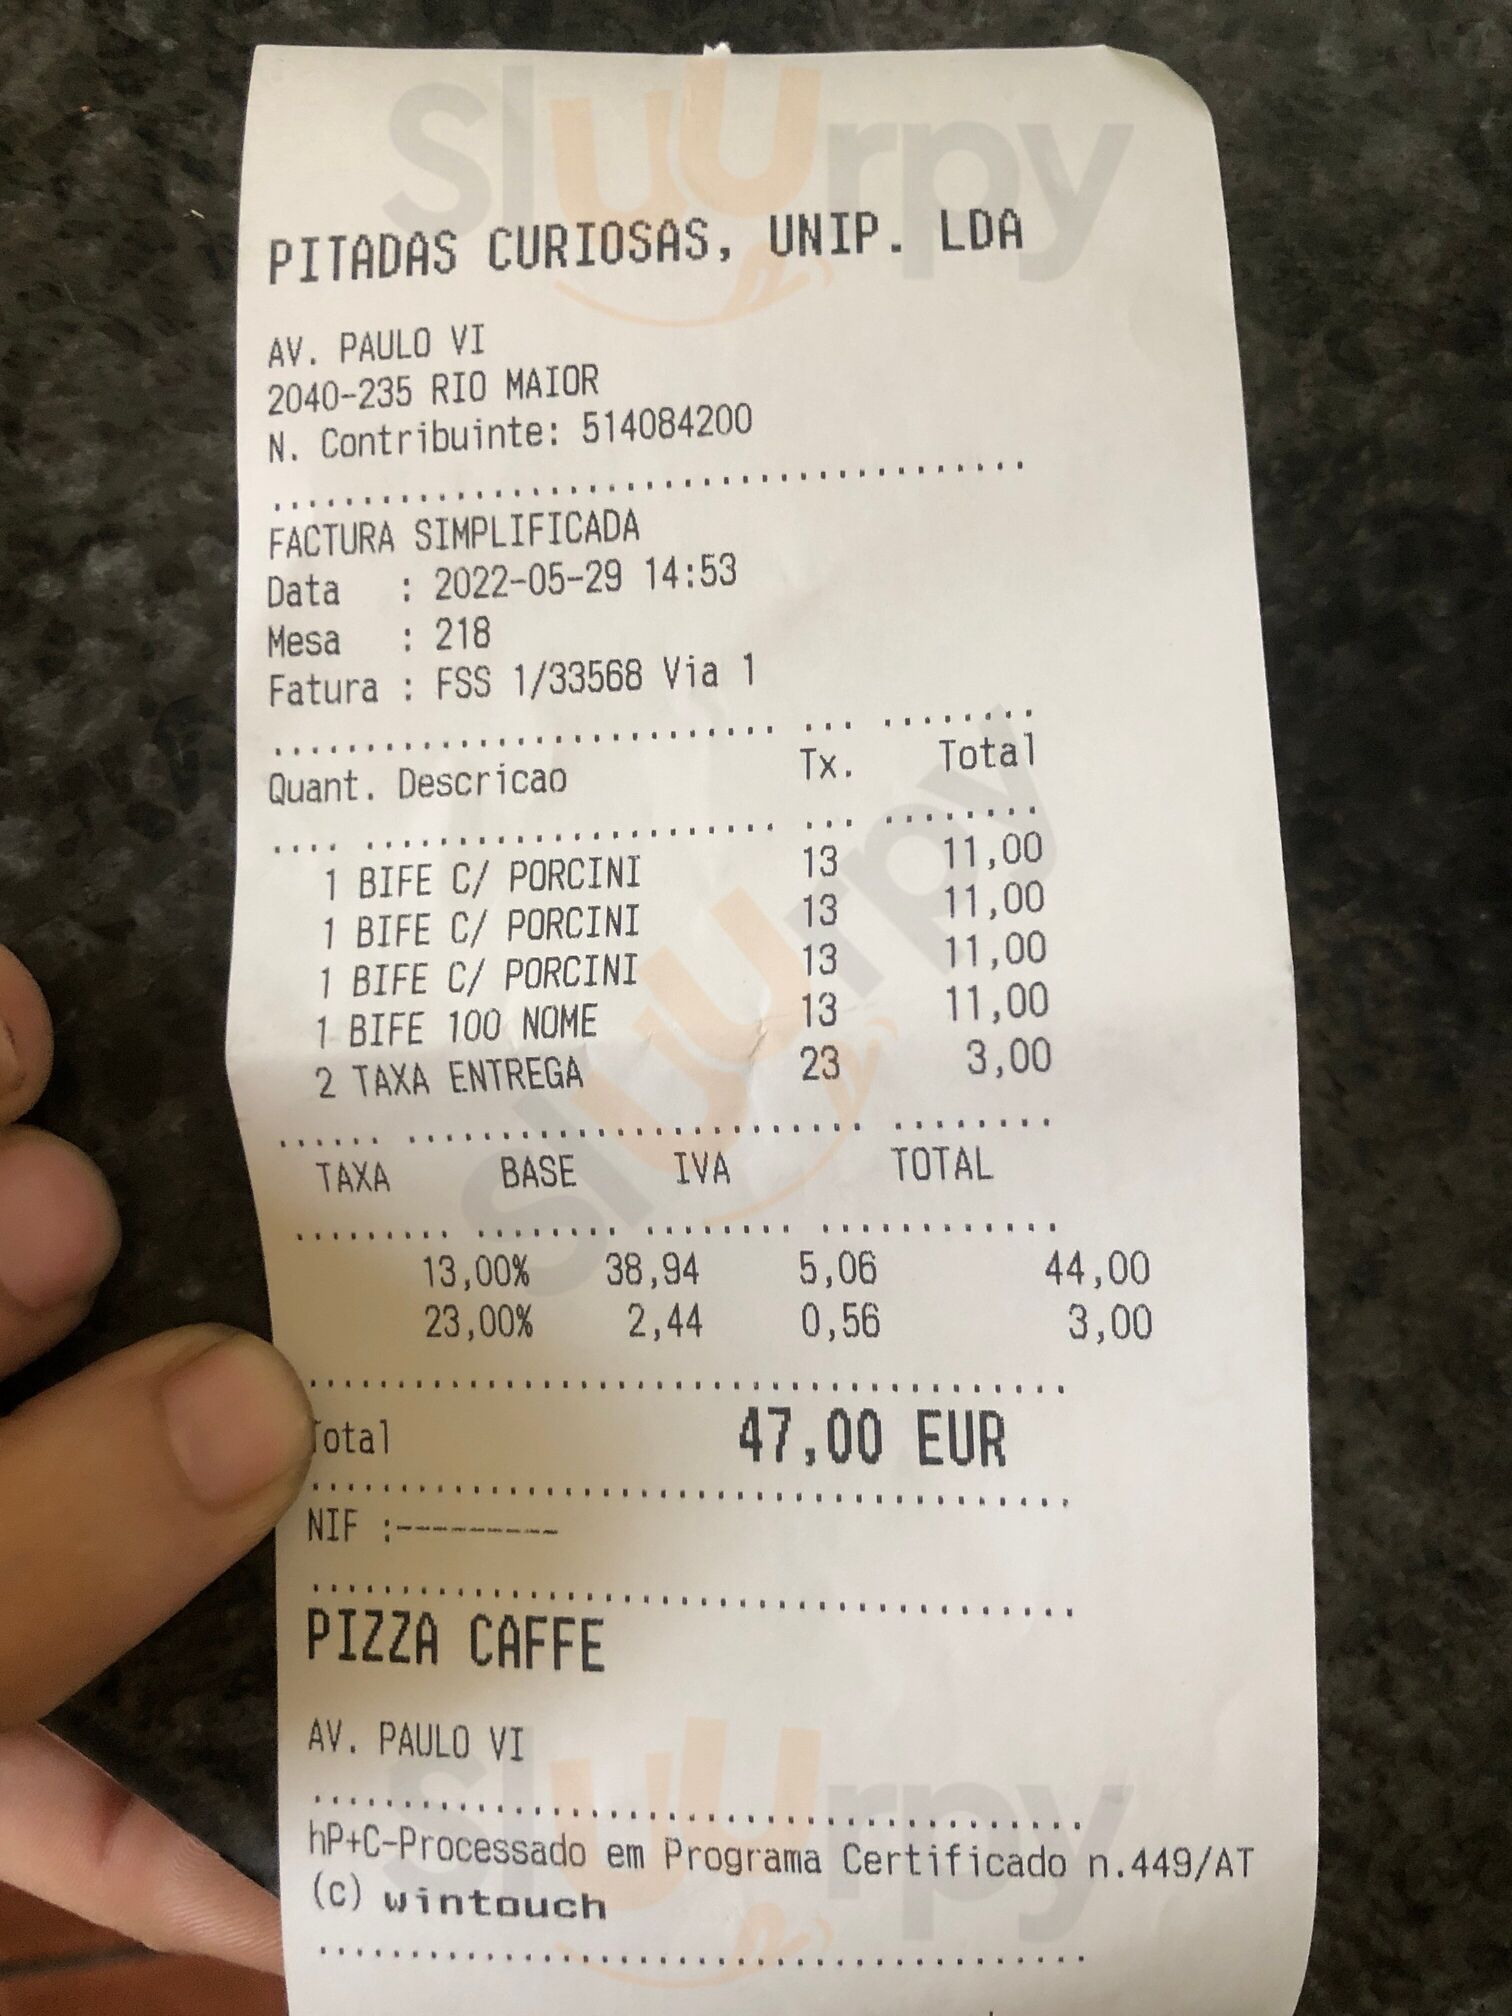 sluurpy
PITADAS CURIOSAS, UNIP. LDA
AV. PAULO VI
2040-235 RIO MAIOR
N. Contribuinte: 514084200
FACTURA SIMPLIFICADA
Data : 2022-05-29 14:53
Mesa : 218
Fatura : FSS 1/33568 Via 1
Quant. Descricao Tx. Total
1 BIFE C/ PORCINI 13 11,00
1 BIFE C/ PORCINI 13 11,00
1 BIFE C/ PORCINI 13 11,00
1 BIFE 100 NOME 13 11,00
2 TAXA ENTREGA 23 3,00
sluurpy
TAXA BASE IVA TOTAL
13,00% 38,94 5,06 44,00
23,00% 2,44 0,56 3,00
Total 47,00 EUR
NIF :---------
PIZZA CAFFE
AV. PAULO VI
sluurpy
hP+C-Processado em Programa Certificado n.449/AT
(c) wintouch